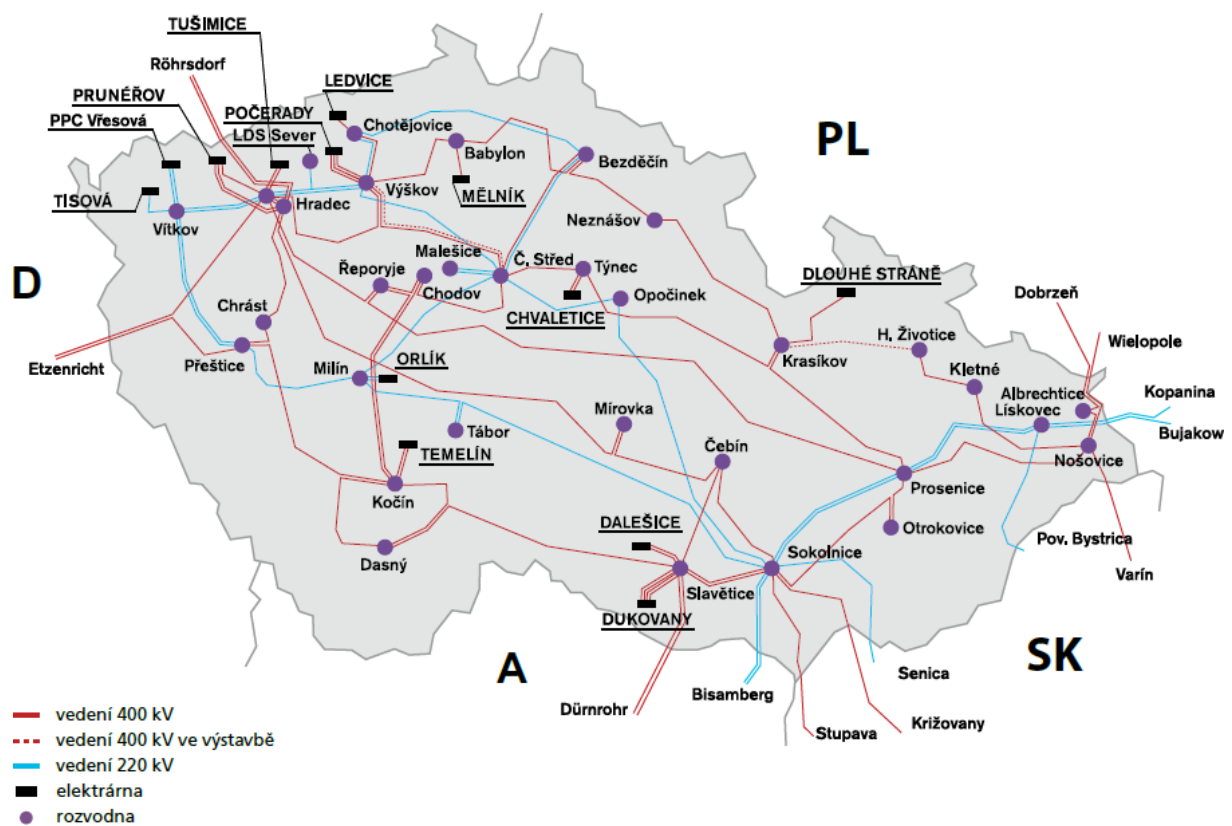 TUŠIMICE
Röhrsdorf
LEDVICE
PRUNÉŘOV
POČERADY
PPC Vřesová
LDS Sever
Chotějovice
Babylon
Bezděčín
PL
TÍSOVÁ
Výškov
MĚLNÍK
Hradec
Vítkov
Neznášov
Malešice
Č. Střed
Týnec
D
Řeporyje
Chodov
DLOUHÉ STRÁNĚ
Opočinek
Dobrzeň
Chrást
CHVALETICE
H. Životice
Wielopole
Etzenricht
Přeštice
Milín
ORLÍK
Krasíkov
Kletné
Albrechtice
Kopanina
Lískovec
Mírovka
Tábor
Bujakow
TEMELÍN
Čebín
Nošovice
Kočín
Prosenice
DALEŠICE
Otrokovice
Dasný
Sokolnice
Pov. Bystrica
Slavětice
Varín
DUKOVANY
A
SK
Senica
Bisamberg
Dürnrohr
Križovany
Stupava
vedení 400 kV
vedení 400 kV ve výstavbě
vedení 220 kV
elektrárna
rozvodna